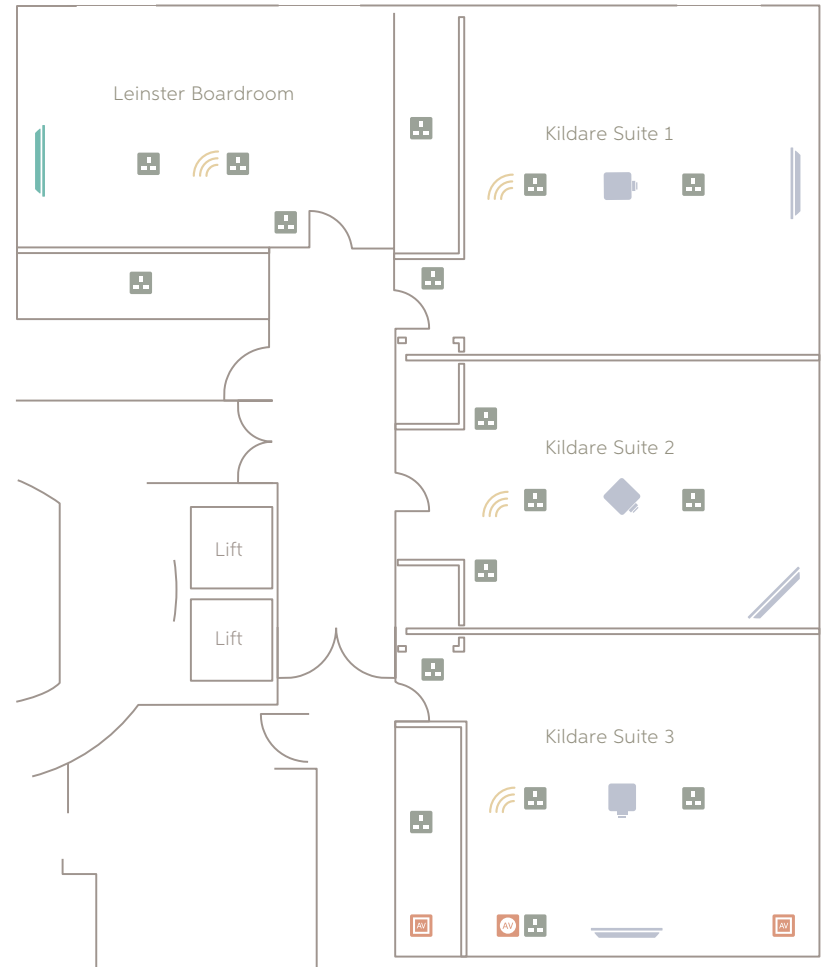 Leinster Boardroom
Kildare Suite 1
Kildare Suite 2
Lift
Lift
Kildare Suite 3
AV
AV
AV